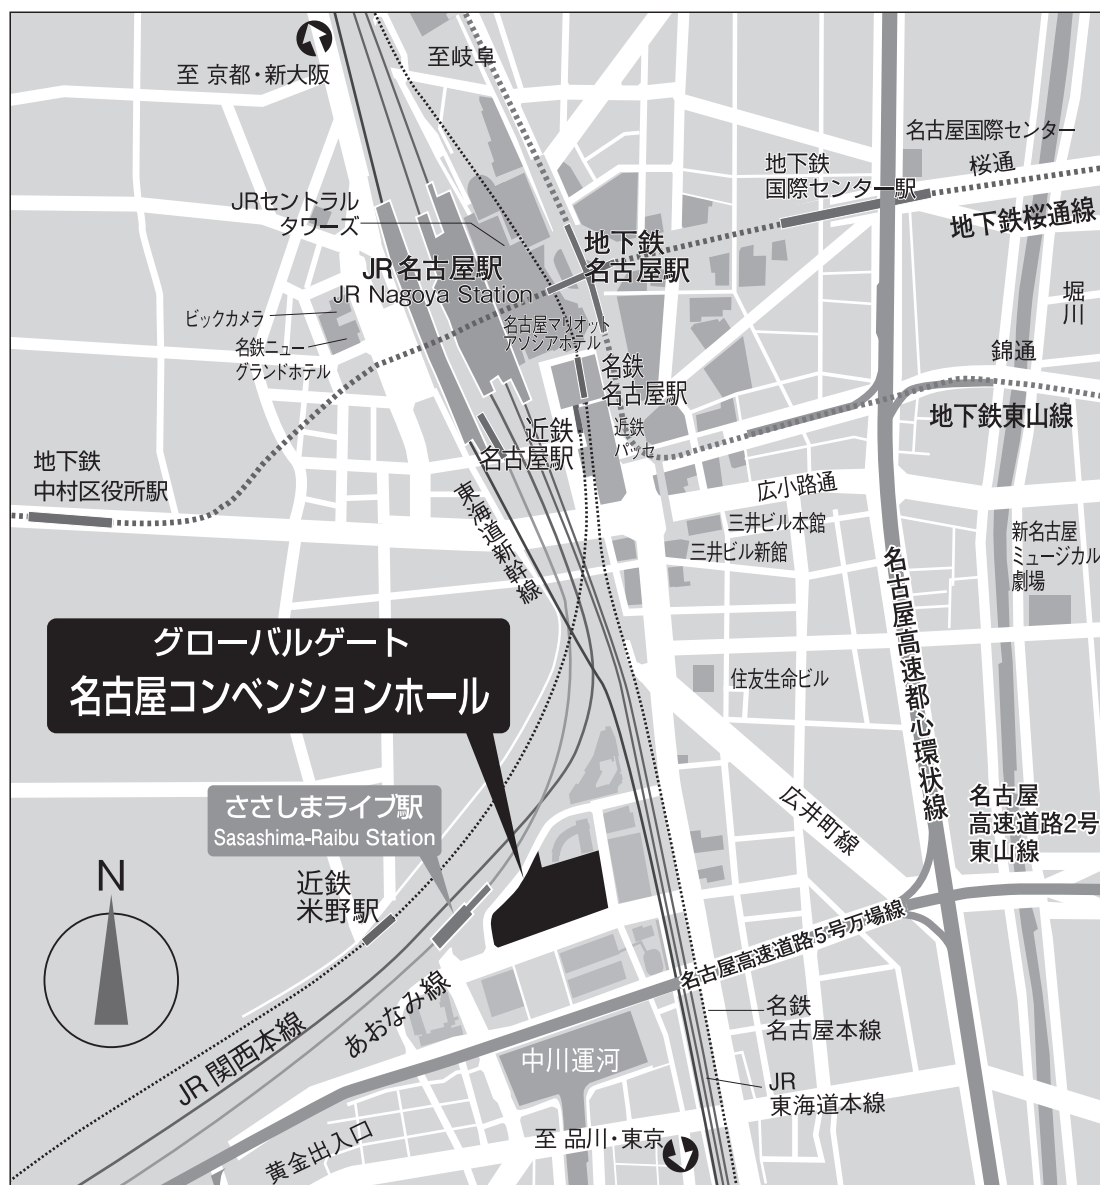 至 京都・新大阪
至岐阜
名古屋国際センター
桜通
地下鉄
国際センター駅
地下鉄桜通線
JRセントラル
タワーズ
地下鉄
名古屋駅
JR 名古屋駅
JR Nagoya Station
堀川
ビックカメラ
名古屋マリオット
アソシアホテル
名鉄ニュー
グランドホテル
錦通
名鉄
名古屋駅
地下鉄東山線
近鉄
パッセ
近鉄
名古屋駅
地下鉄
中村区役所駅
広小路通
東海道新幹線
三井ビル本館
三井ビル新館
新名古屋
ミュージカル
劇場
名古屋高速都心環状線
グローバルゲート
名古屋コンベンションホール
住友生命ビル
ささしまライブ駅
Sasashima-Raibu Station
広井町線
名古屋
高速道路2号
東山線
N
近鉄
米野駅
名古屋高速道路5号万場線
あおなみ線
JR 関西本線
名鉄
名古屋本線
中川運河
JR
東海道本線
黄金出入口
至 品川・東京